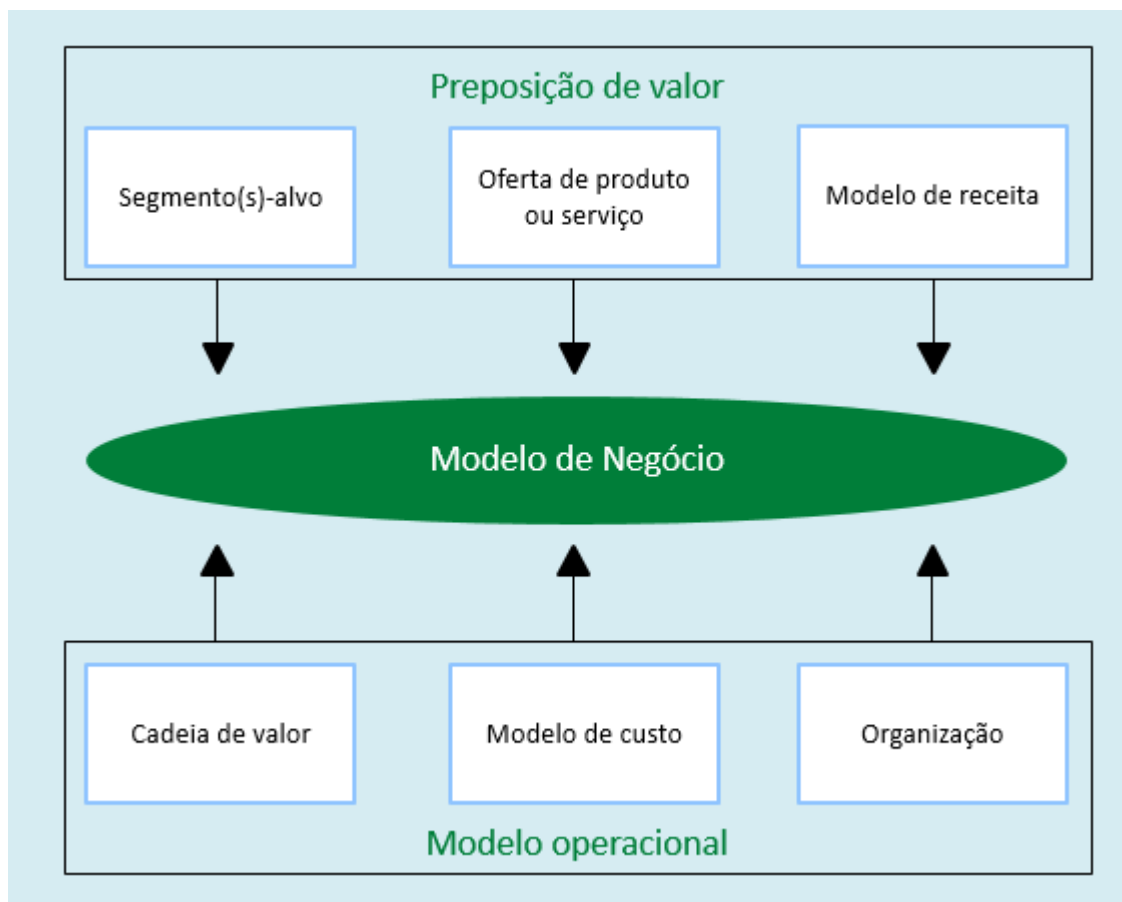 Preposição de valor
Segmento(s)-alvo
Oferta de produto
ou serviço
Modelo de receita
Modelo de Negócio
Cadeia de valor
Modelo de custo
Organização
Modelo operacional